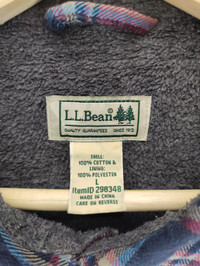 L.L.Bean
QUALITY GUARANTEED SINCE 1912
SHELL:
100% COTTON &
LINING:
100% POLYESTER
L
ItemID 298348
MADE IN CHINA
CARE ON REVERSE